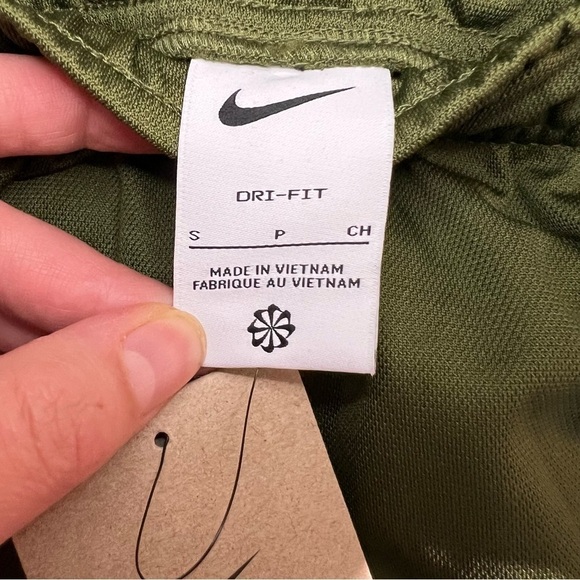 DRI-FIT
S P CH
MADE IN VIETNAM
FABRIQUE AU VIETNAM